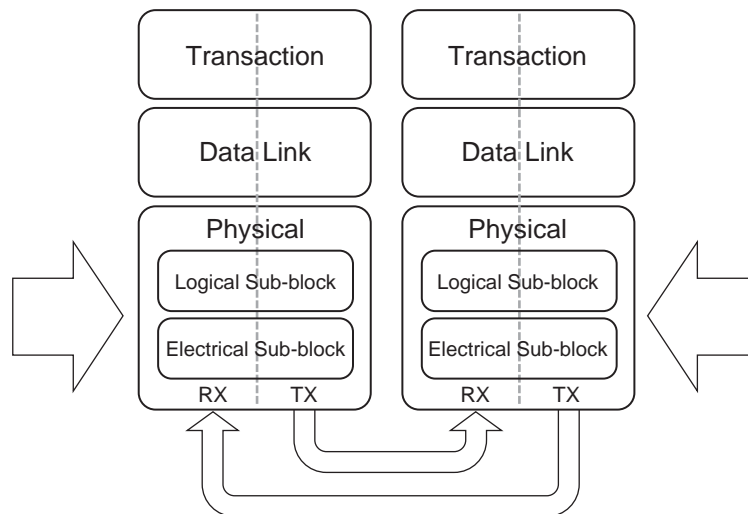 Transaction
Transaction
Data Link
Data Link
Physical
Physical
Logical Sub-block
Logical Sub-block
Electrical Sub-block
Electrical Sub-block
RX
TX
RX
TX